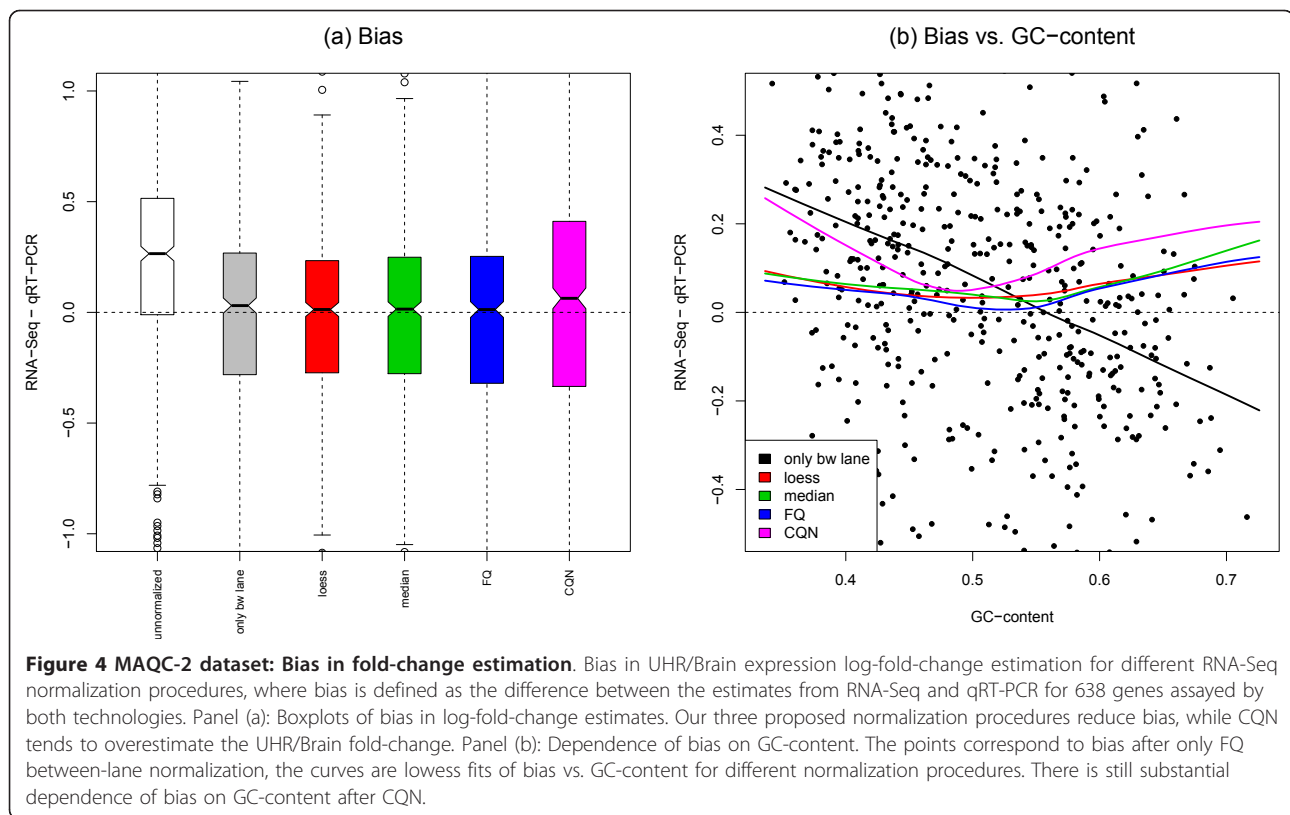 (a) Bias
RNA−Seq − qRT−PCR
1.0
0.5
0.0
−0.5
−1.0
unnormalized
only bw lane
loess
median
FQ
CQN
(b) Bias vs. GC−content
RNA−Seq − qRT−PCR
0.4
0.2
0.0
−0.2
−0.4
only bw lane
loess
median
FQ
CQN
0.4
0.5
0.6
0.7
GC−content
Figure 4 MAQC-2 dataset: Bias in fold-change estimation. Bias in UHR/Brain expression log-fold-change estimation for different RNA-Seq
normalization procedures, where bias is defined as the difference between the estimates from RNA-Seq and qRT-PCR for 638 genes assayed by
both technologies. Panel (a): Boxplots of bias in log-fold-change estimates. Our three proposed normalization procedures reduce bias, while CQN
tends to overestimate the UHR/Brain fold-change. Panel (b): Dependence of bias on GC-content. The points correspond to bias after only FQ
between-lane normalization, the curves are lowess fits of bias vs. GC-content for different normalization procedures. There is still substantial
dependence of bias on GC-content after CQN.